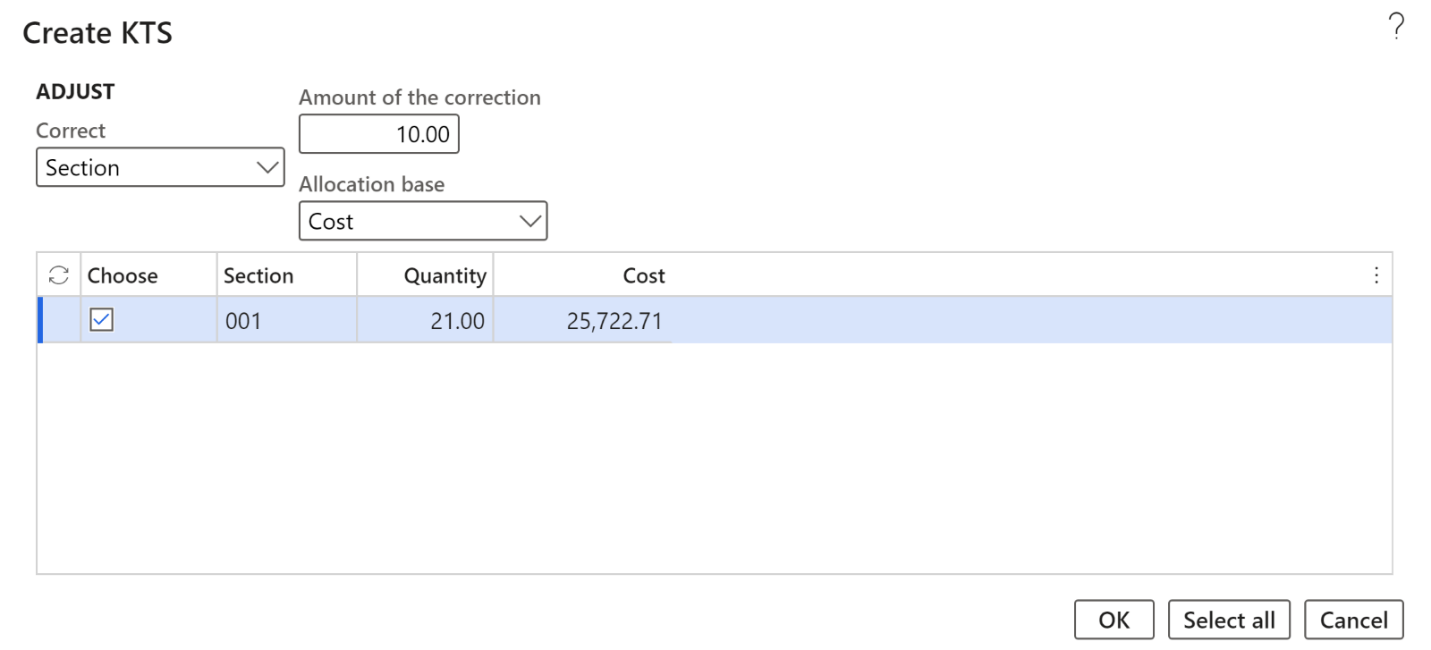 Create KTS
?
ADJUST
Correct
Section
Amount of the correction
10.00
Allocation base
Cost
Choose Section Quantity Cost
001 21.00 25,722.71
OK Select all Cancel